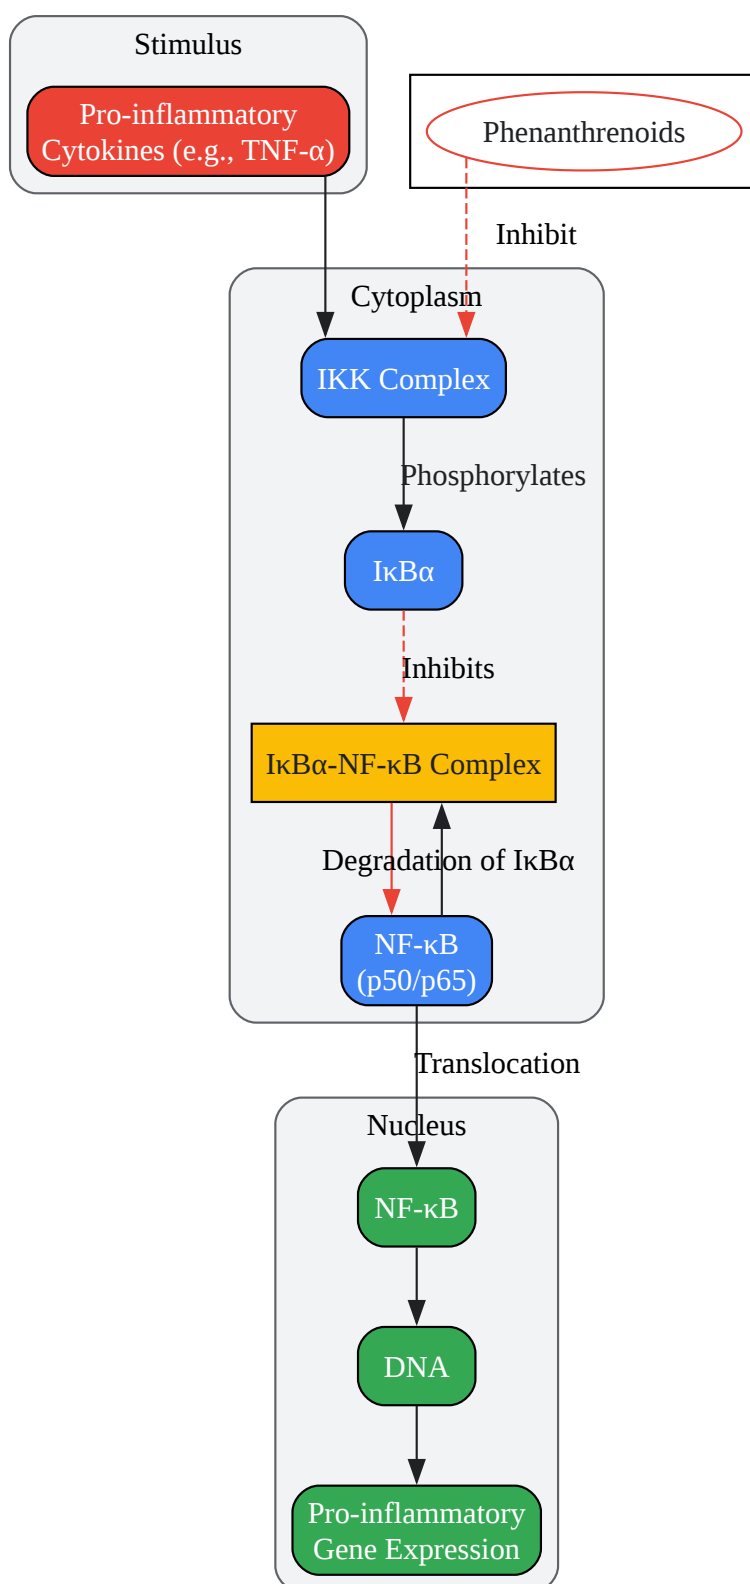 Stimulus
Pro-inflammatory
Cytokines (e.g., TNF-α)
Phenanthrenoids
Inhibit
Cytoplasm
IKK Complex
Phosphorylates
IκBα
Inhibits
IκBα-NF-κB Complex
Degradation of IκBα
NF-κB
(p50/p65)
Translocation
Nucleus
NF-κB
DNA
Pro-inflammatory
Gene Expression